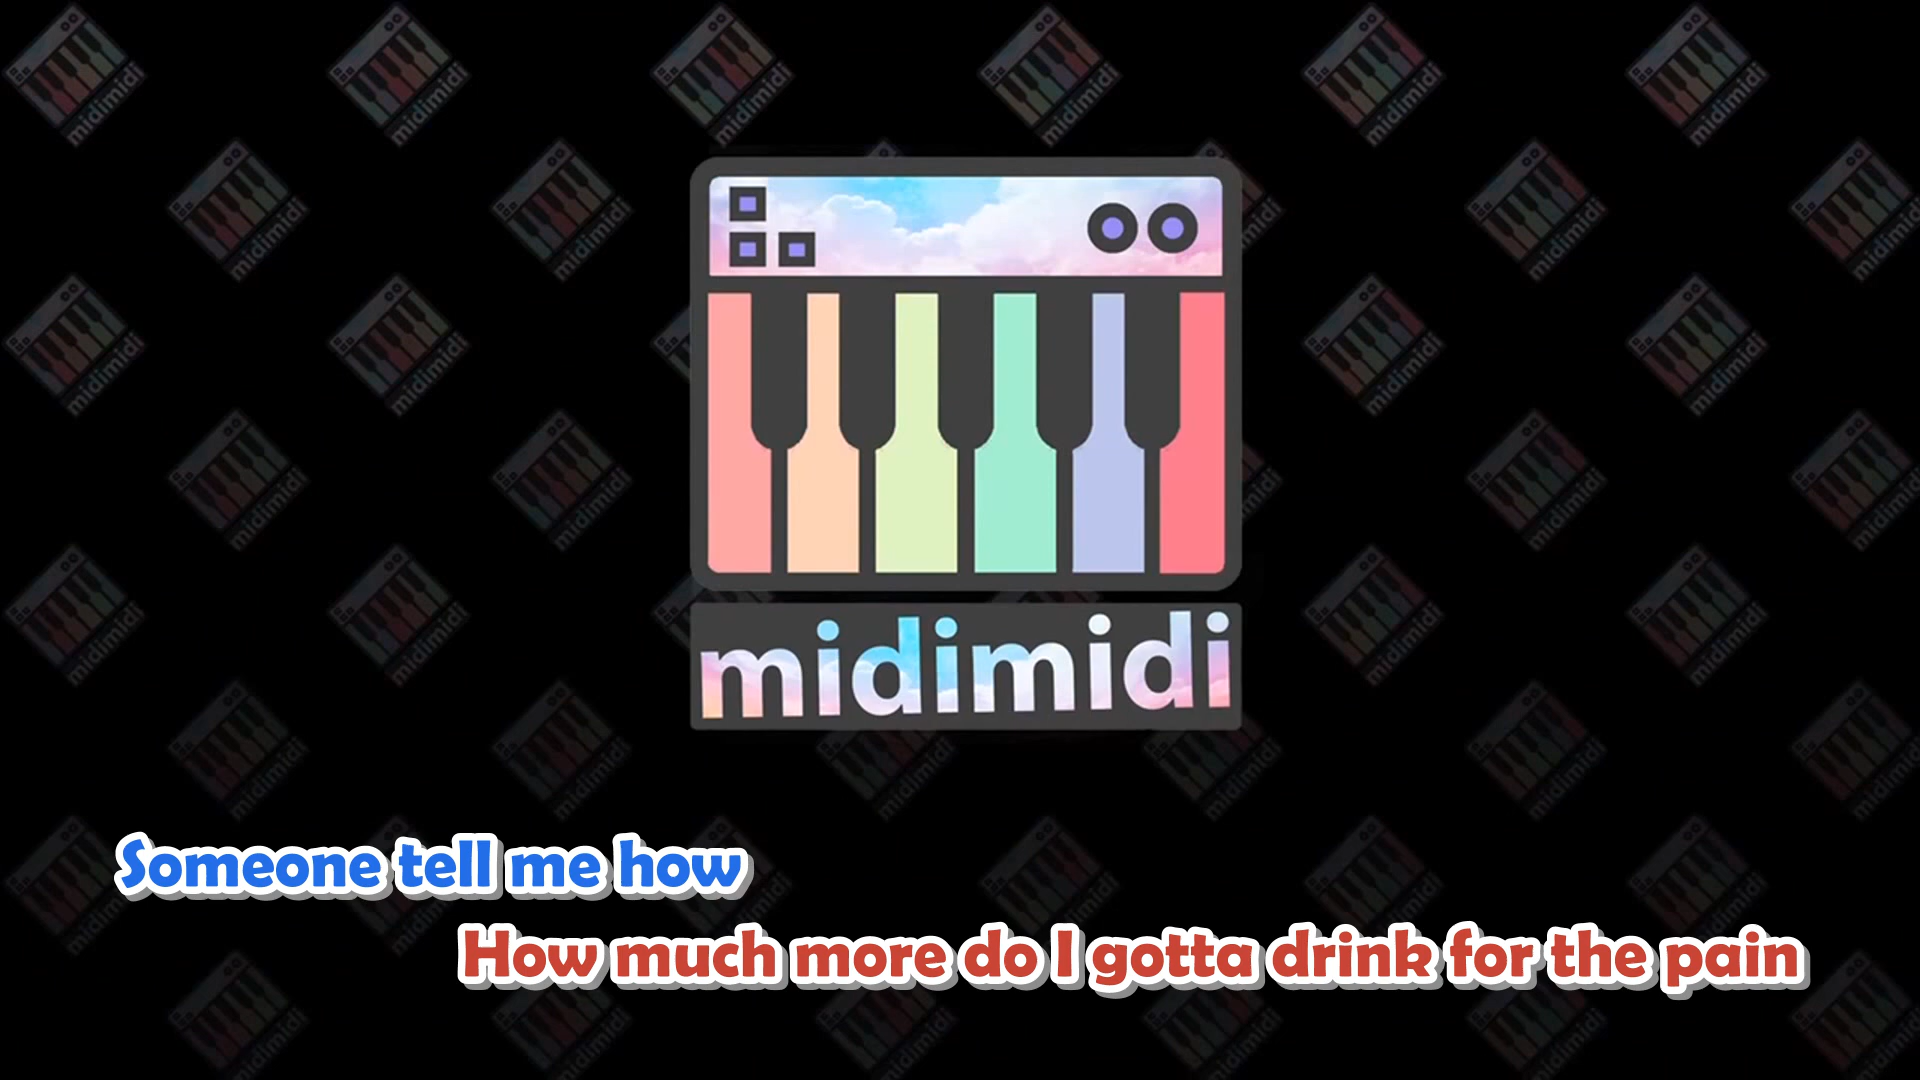 midimidi
Someone tell me how
How much more do I gotta drink for the pain